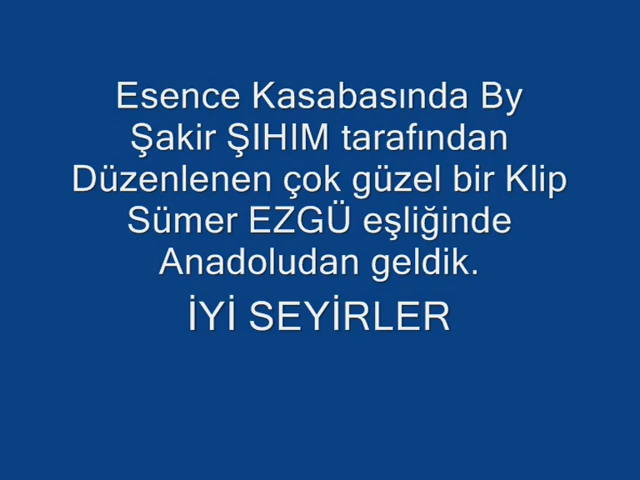 Esence Kasabasında By
Şakir ŞIHIM tarafından
Düzenlenen çok güzel bir Klip
Sümer EZGÜ eşliğinde
Anadoludan geldik.
İYİ SEYİRLER